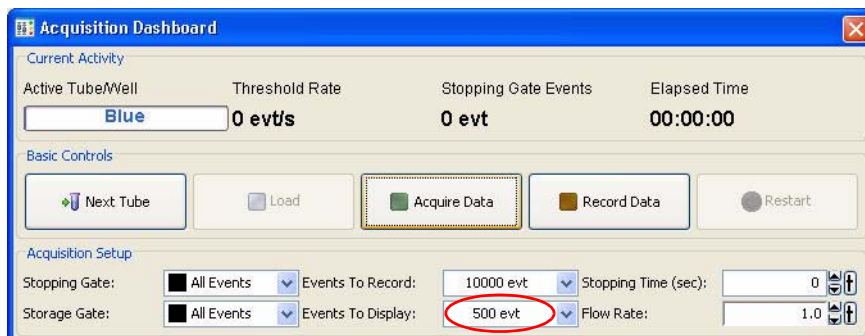 Acquisition Dashboard
Current Activity
Active Tube/Well Threshold Rate Stopping Gate Events Elapsed Time
Blue 0 evt/s 0 evt 00:00:00
Basic Controls
Next Tube Load Acquire Data Record Data Restart
Acquisition Setup
Stopping Gate: All Events Events To Record: 10000 evt Stopping Time (sec): 0
Storage Gate: All Events Events To Display: 500 evt Flow Rate: 1.0